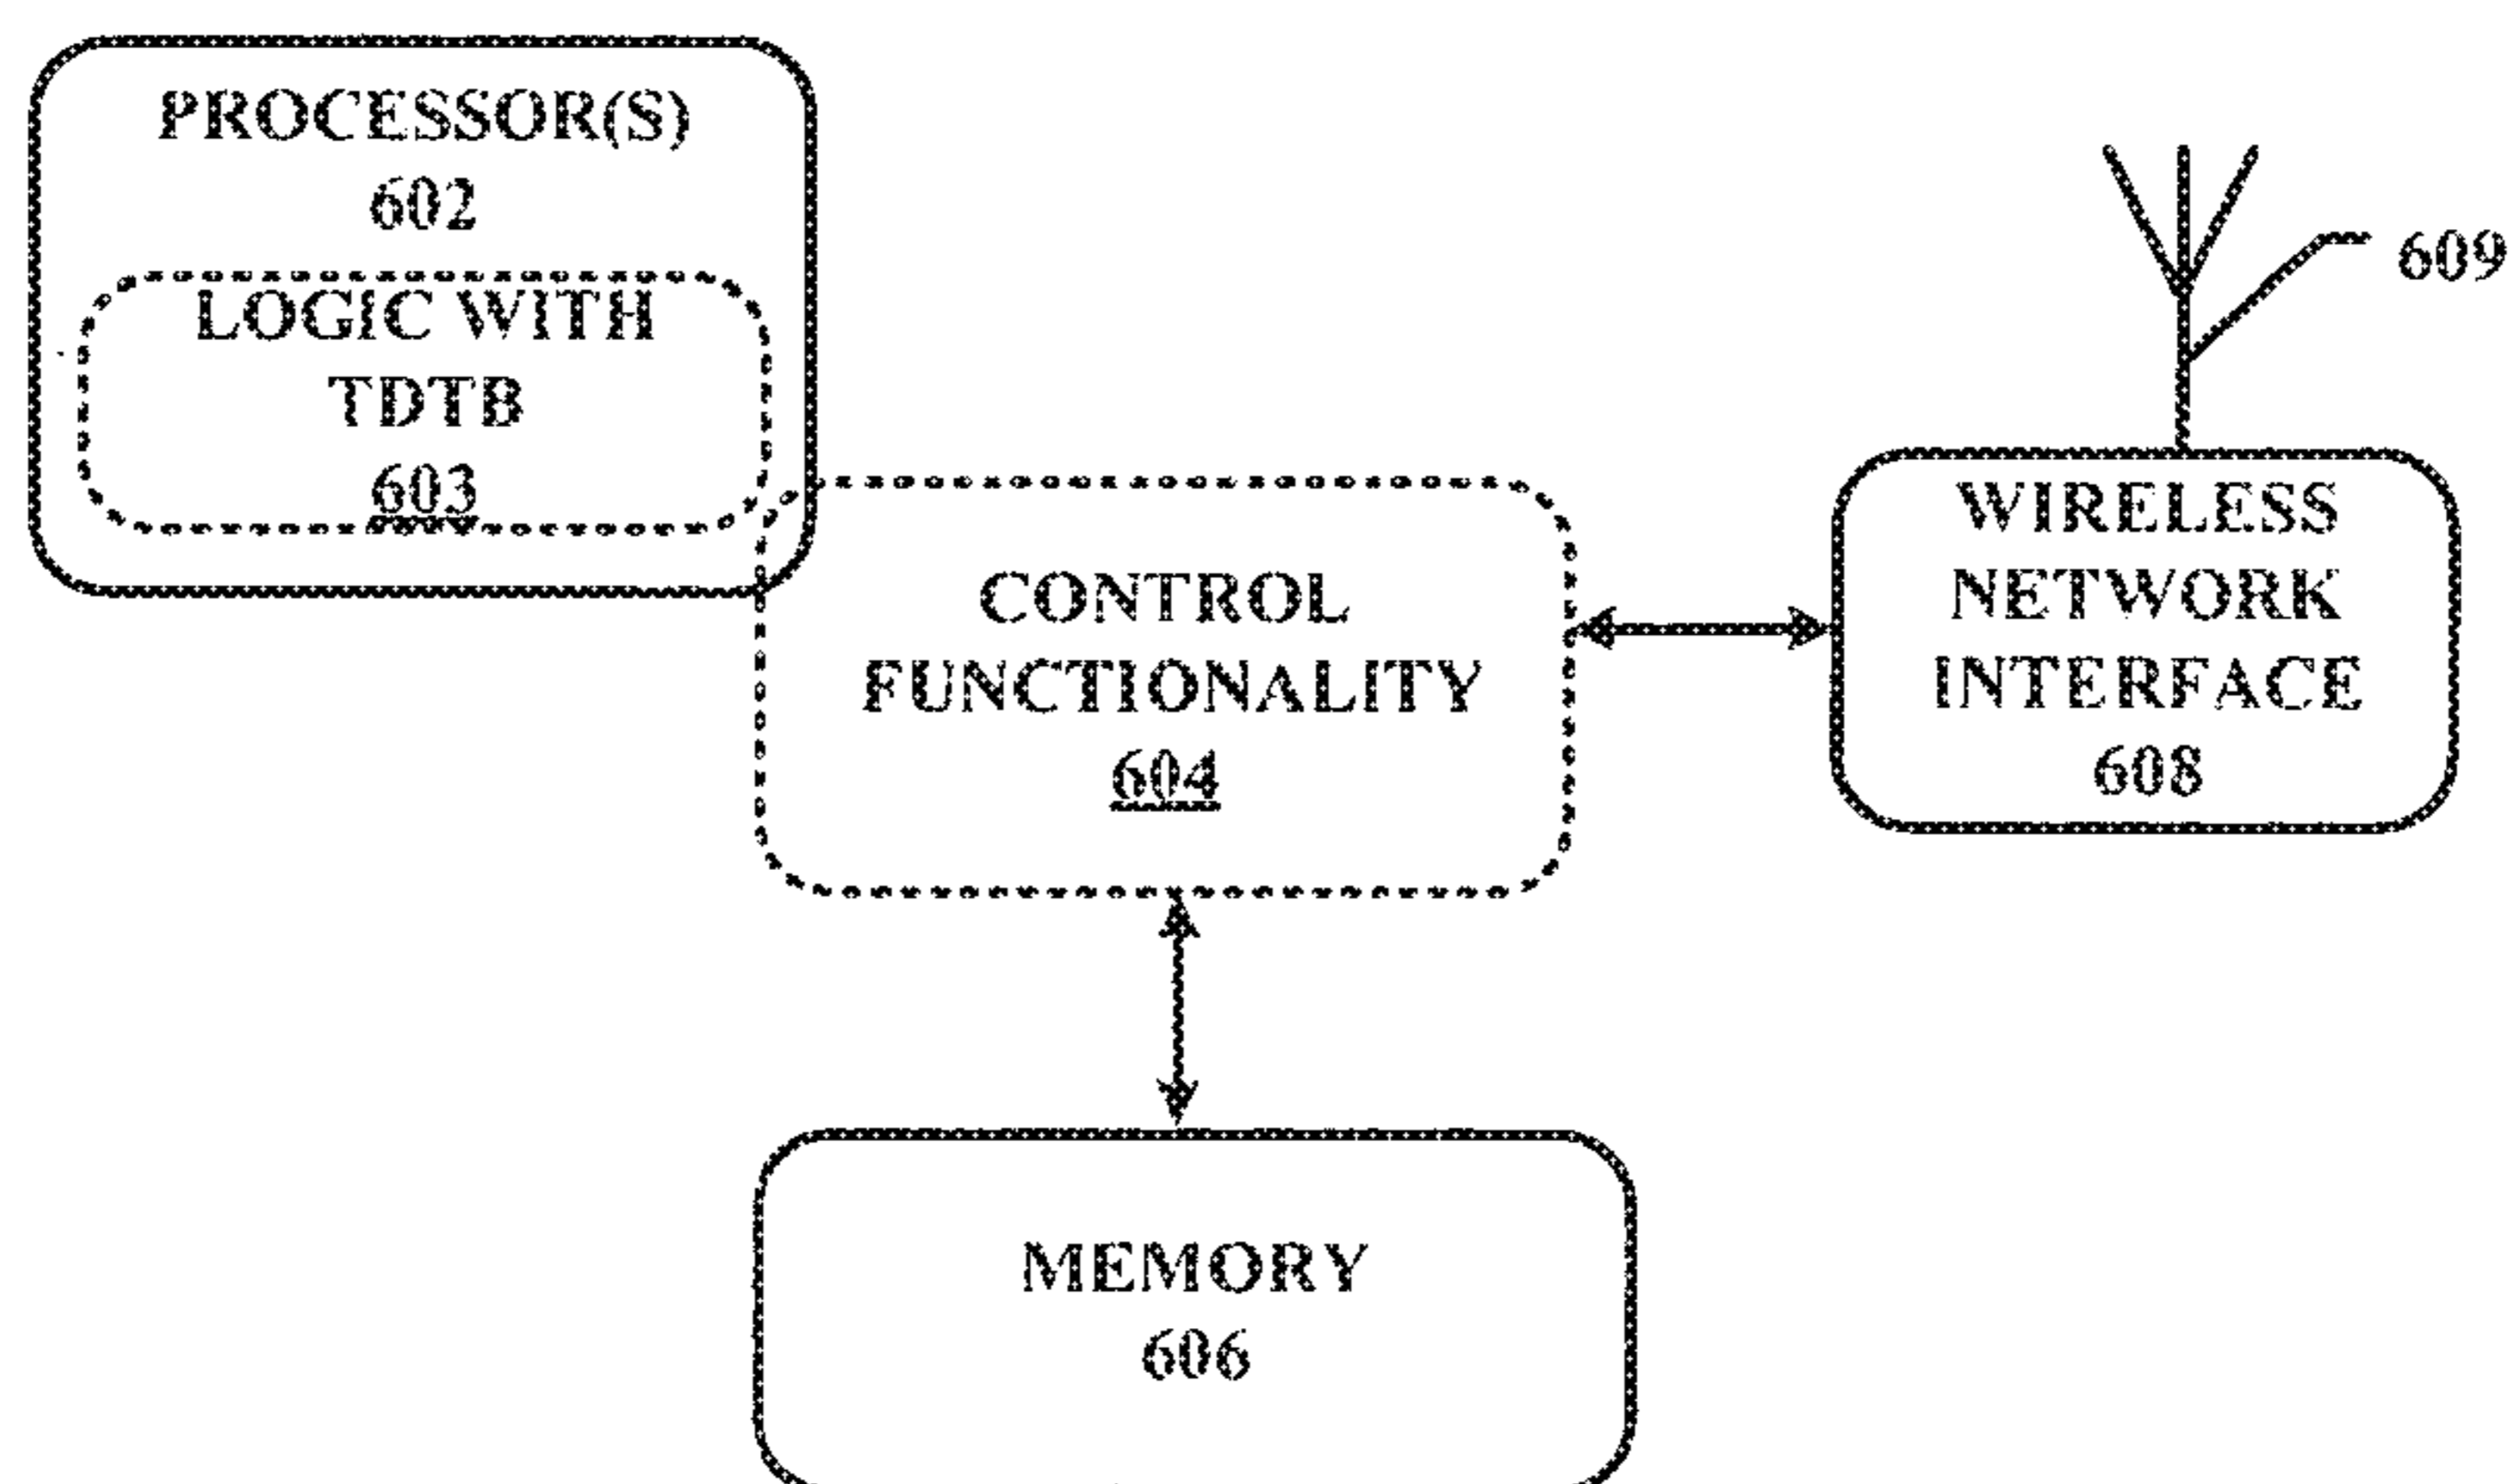 PROCESSOR(S)
602
LOGIC WITH
TDTB
603
609
CONTROL
FUNCTIONALITY
604
WIRELESS
NETWORK
INTERFACE
608
MEMORY
606